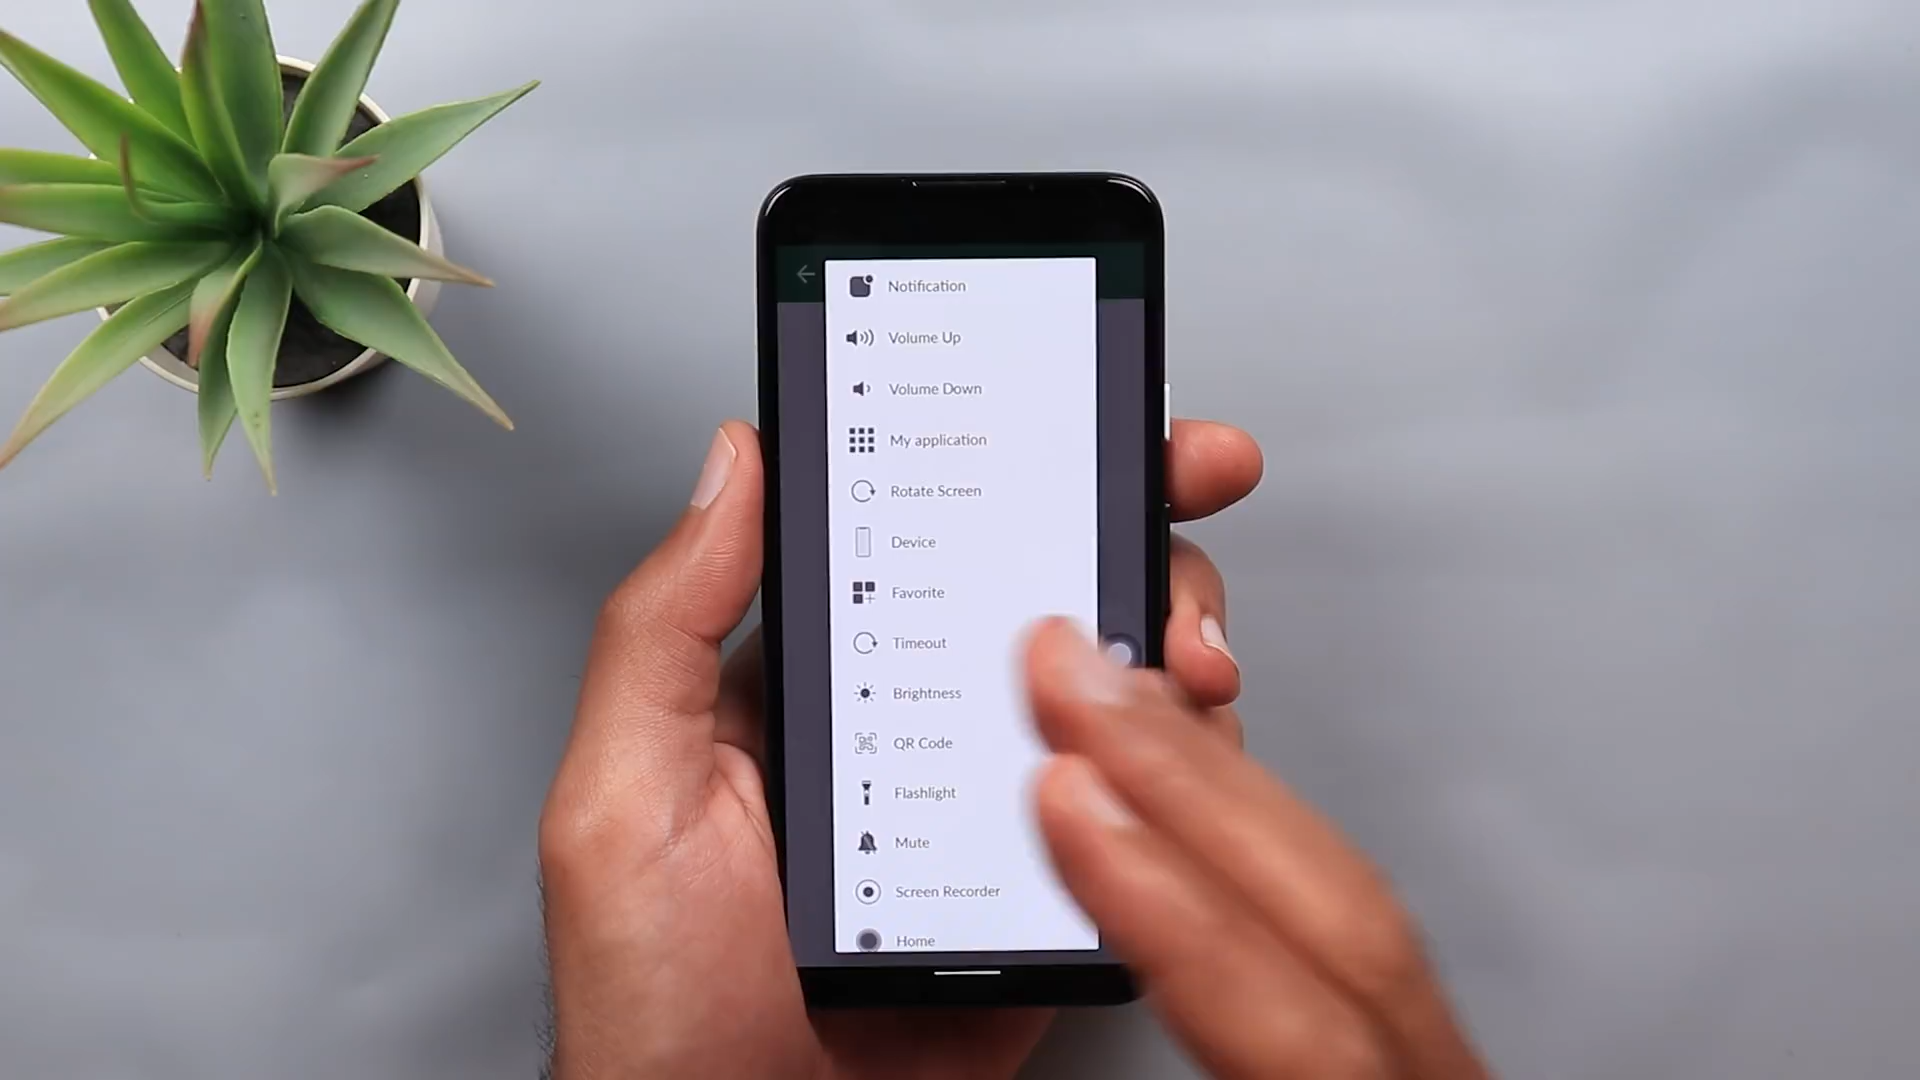 Notification
Volume Up
Volume Down
My application
Rotate Screen
Device
Favorite
Timeout
Brightness
QR Code
Flashlight
Mute
Screen Recorder
Home